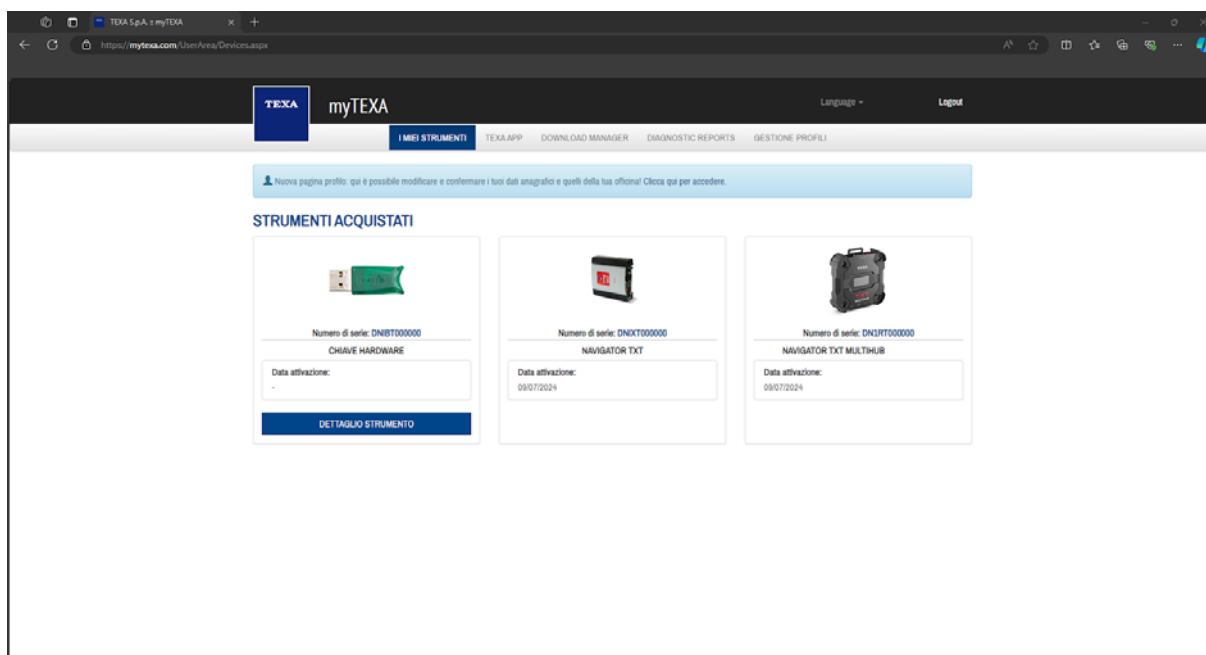 TEXA S.p.A. :: myTEXA
https://mytexa.com/UserArea/Devices.aspx
TEXA
myTEXA
Language
Logout
I MIEI STRUMENTI
TEXA APP
DOWNLOAD MANAGER
DIAGNOSTIC REPORTS
GESTIONE PROFILI
Nuova pagina profilo: qui è possibile modificare e confermare i tuoi dati anagrafici e quelli della tua officina! Clicca qui per accedere.
STRUMENTI ACQUISTATI
Numero di serie: DNIBT000000
CHIAVE HARDWARE
Data attivazione:
-
DETTAGLIO STRUMENTO
Numero di serie: DNIXT000000
NAVIGATOR TXT
Data attivazione:
09/07/2024
Numero di serie: DN1RT000000
NAVIGATOR TXT MULTIHUB
Data attivazione:
09/07/2024